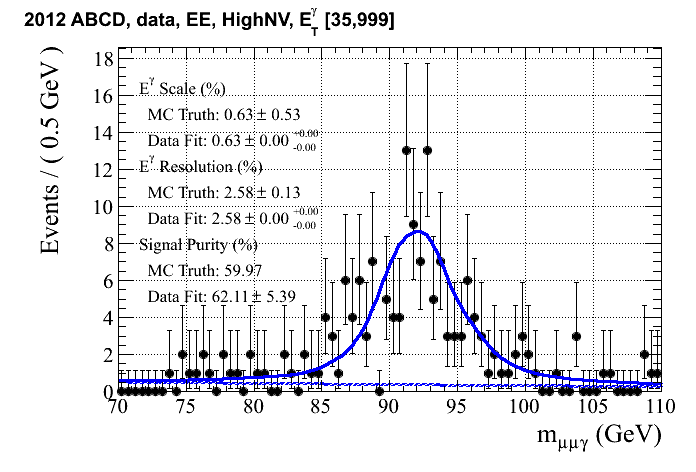 2012 ABCD, data, EE, HighNV, E_T^γ [35,999]
Events / ( 0.5 GeV )
18
16
14
12
10
8
6
4
2
0
E^γ Scale (%)
MC Truth: 0.63 ± 0.53
Data Fit: 0.63 ± 0.00 +0.00 -0.00
E^γ Resolution (%)
MC Truth: 2.58 ± 0.13
Data Fit: 2.58 ± 0.00 +0.00 -0.00
Signal Purity (%)
MC Truth: 59.97
Data Fit: 62.11 ± 5.39
70 75 80 85 90 95 100 105 110
m_μμγ (GeV)